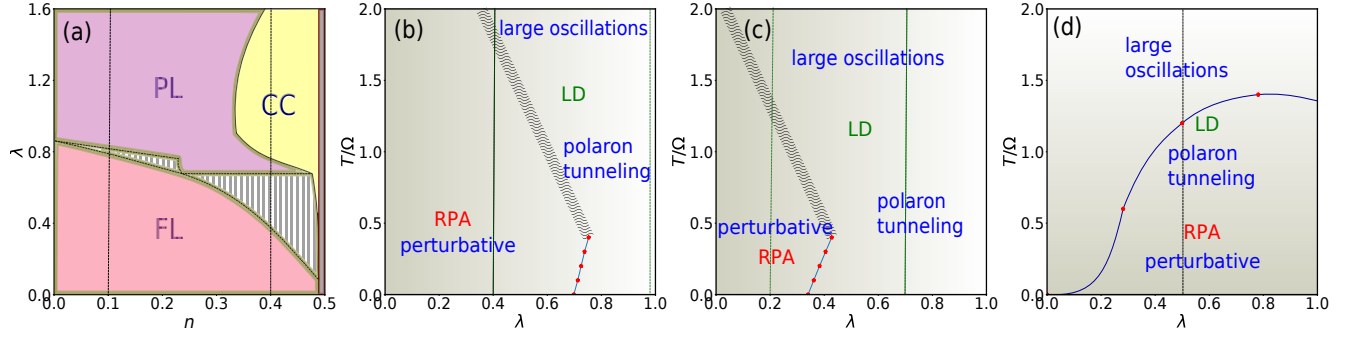 (a)
PL
CC
FL
λ
1.6
1.2
0.8
0.4
0.0
0.0
0.1
0.2
0.3
0.4
0.5
n
(b)
large oscillations
LD
polaron
tunneling
RPA
perturbative
T/Ω
2.0
1.5
1.0
0.5
0.0
0.0
0.2
0.4
0.6
0.8
1.0
λ
(c)
large oscillations
LD
polaron
tunneling
perturbative
RPA
T/Ω
2.0
1.5
1.0
0.5
0.0
0.0
0.2
0.4
0.6
0.8
1.0
λ
(d)
large
oscillations
LD
polaron
tunneling
RPA
perturbative
T/Ω
2.0
1.5
1.0
0.5
0.0
0.0
0.2
0.4
0.6
0.8
1.0
λ